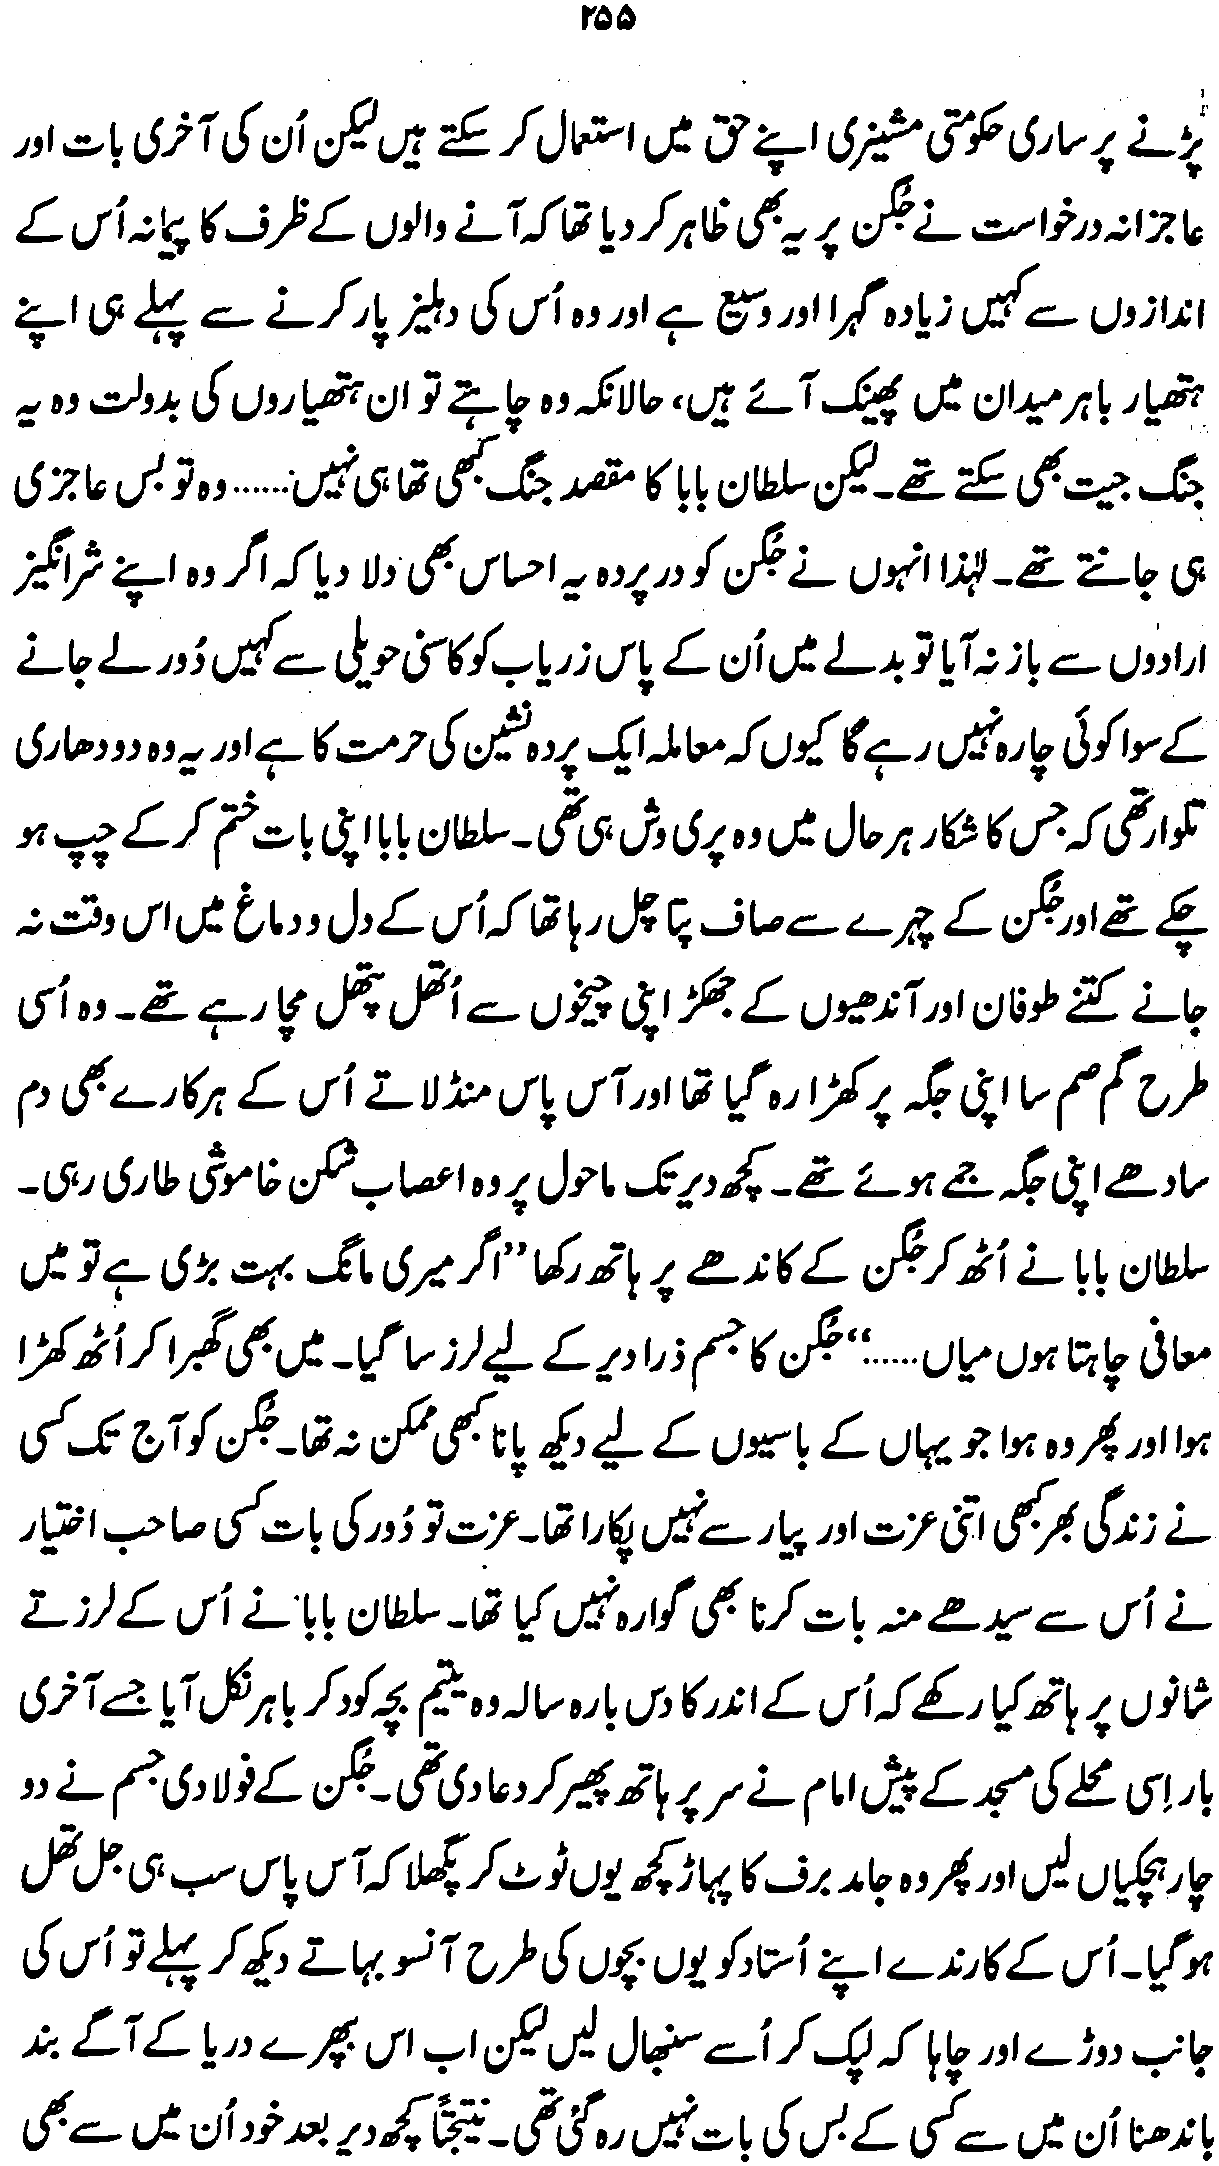 ۲۵۵
پڑنے پر ساری حکومتی مشینری اپنے حق میں استعمال کر سکتے ہیں لیکن اُن کی آخری بات اور
عاجزانہ درخواست نے جُگن پر یہ بھی ظاہر کر دیا تھا کہ آنے والوں کے ظرف کا پیمانہ اُس کے
اندازوں سے کہیں زیادہ گہرا اور وسیع ہے اور وہ اُس کی دہلیز پار کرنے سے پہلے ہی اپنے
ہتھیار باہر میدان میں پھینک آئے ہیں، حالانکہ وہ چاہتے تو ان ہتھیاروں کی بدولت وہ یہ
جنگ جیت بھی سکتے تھے۔ لیکن سلطان بابا کا مقصد جنگ کبھی تھا ہی نہیں...... وہ تو بس عاجزی
ہی جانتے تھے۔ لہٰذا انہوں نے جُگن کو درپردہ یہ احساس بھی دلا دیا کہ اگر وہ اپنے شرانگیز
ارادوں سے باز نہ آیا تو بدلے میں اُن کے پاس زریاب کو کاسنی حویلی سے کہیں دُور لے جانے
کے سوا کوئی چارہ نہیں رہے گا کیوں کہ معاملہ ایک پردہ نشین کی حرمت کا ہے اور یہ وہ دو دھاری
تلوار تھی کہ جس کا شکار ہر حال میں وہ پری وش ہی تھی۔ سلطان بابا اپنی بات ختم کر کے چپ ہو
چکے تھے اور جُگن کے چہرے سے صاف پتا چل رہا تھا کہ اُس کے دل و دماغ میں اس وقت نہ
جانے کتنے طوفان اور آندھیوں کے جھکڑ اپنی چیخوں سے اُتھل پتھل مچا رہے تھے۔ وہ اُسی
طرح گم صم سا اپنی جگہ پر کھڑا رہ گیا تھا اور آس پاس منڈلاتے اُس کے ہرکارے بھی دم
سادھے اپنی جگہ جمے ہوئے تھے۔ کچھ دیر تک ماحول پر وہ اعصاب شکن خاموشی طاری رہی۔
سلطان بابا نے اُٹھ کر جُگن کے کاندھے پر ہاتھ رکھا ”اگر میری مانگ بہت بڑی ہے تو میں
معافی چاہتا ہوں میاں......“ جُگن کا جسم ذرا دیر کے لیے لرز سا گیا۔ میں بھی گھبرا کر اُٹھ کھڑا
ہوا اور پھر وہ ہوا جو یہاں کے باسیوں کے لیے دیکھ پانا کبھی ممکن نہ تھا۔ جُگن کو آج تک کسی
نے زندگی بھر کبھی اتنی عزت اور پیار سے نہیں پکارا تھا۔ عزت تو دُور کی بات کسی صاحب اختیار
نے اُس سے سیدھے منہ بات کرنا بھی گوارہ نہیں کیا تھا۔ سلطان بابا نے اُس کے لرزتے
شانوں پر ہاتھ کیا رکھے کہ اُس کے اندر کا دس بارہ سالہ وہ یتیم بچہ کود کر باہر نکل آیا جسے آخری
بار اِسی محلے کی مسجد کے پیش امام نے سر پر ہاتھ پھیر کر دعا دی تھی۔ جُگن کے فولادی جسم نے دو
چار ہچکیاں لیں اور پھر وہ جامد برف کا پہاڑ کچھ یوں ٹوٹ کر پگھلا کہ آس پاس سب ہی جل تھل
ہو گیا۔ اُس کے کارندے اپنے اُستاد کو یوں بچوں کی طرح آنسو بہاتے دیکھ کر پہلے تو اُس کی
جانب دوڑے اور چاہا کہ لپک کر اُسے سنبھال لیں لیکن اب اس بپھرے دریا کے آگے بند
باندھنا اُن میں سے کسی کے بس کی بات نہیں رہ گئی تھی۔ نتیجتاً کچھ دیر بعد خود اُن میں سے بھی